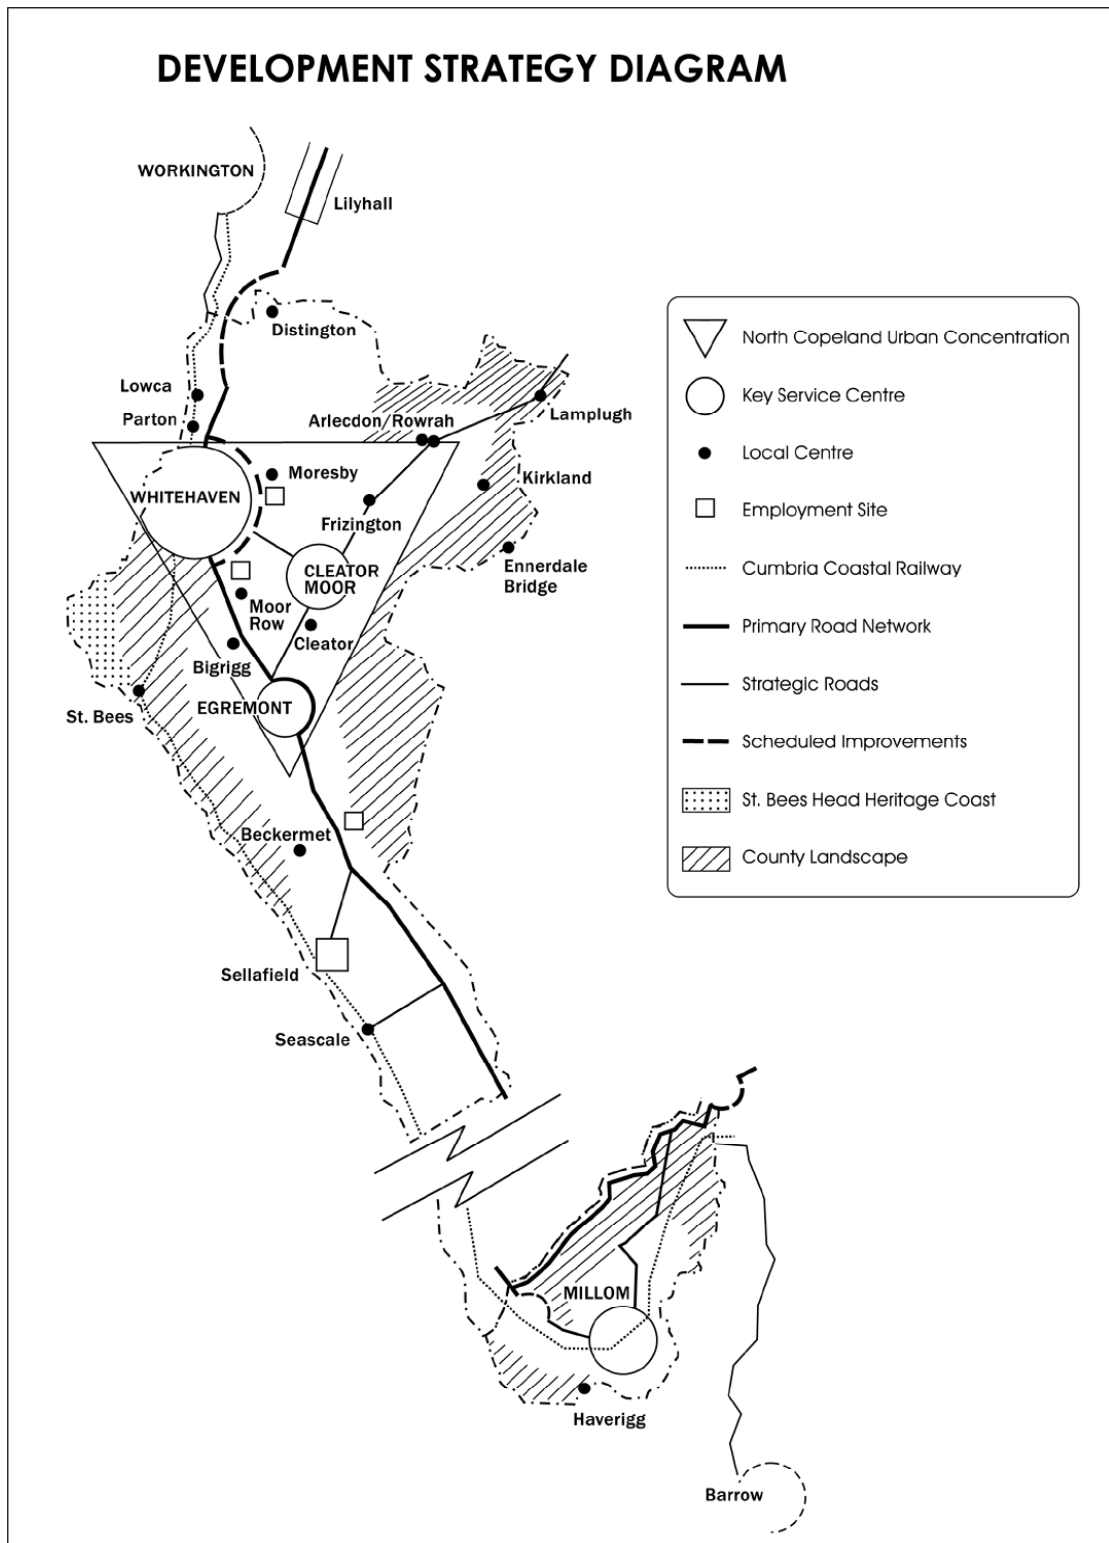 DEVELOPMENT STRATEGY DIAGRAM
WORKINGTON
Lilyhall
Distington
Lowca
Parton
Arlecdon/Rowrah
Lamplugh
Moresby
WHITEHAVEN
Kirkland
Frizington
CLEATOR
MOOR
Ennerdale
Bridge
Moor
Row
Cleator
Bigrigg
St. Bees
EGREMONT
Beckermet
Sellafield
Seascale
MILLOM
Haverigg
Barrow
North Copeland Urban Concentration
Key Service Centre
Local Centre
Employment Site
Cumbria Coastal Railway
Primary Road Network
Strategic Roads
Scheduled Improvements
St. Bees Head Heritage Coast
County Landscape